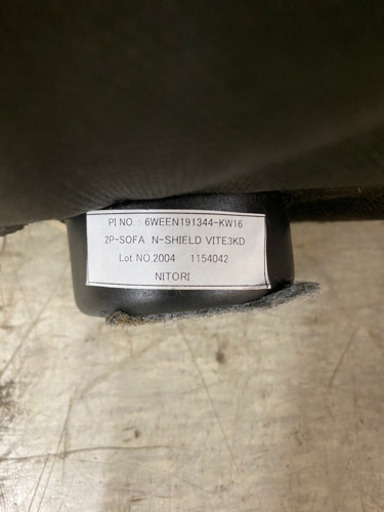 PI NO. : 6WEEN191344-KW16
2P-SOFA N-SHIELD VITE3KD
Lot NO.2004 1154042
NITORI